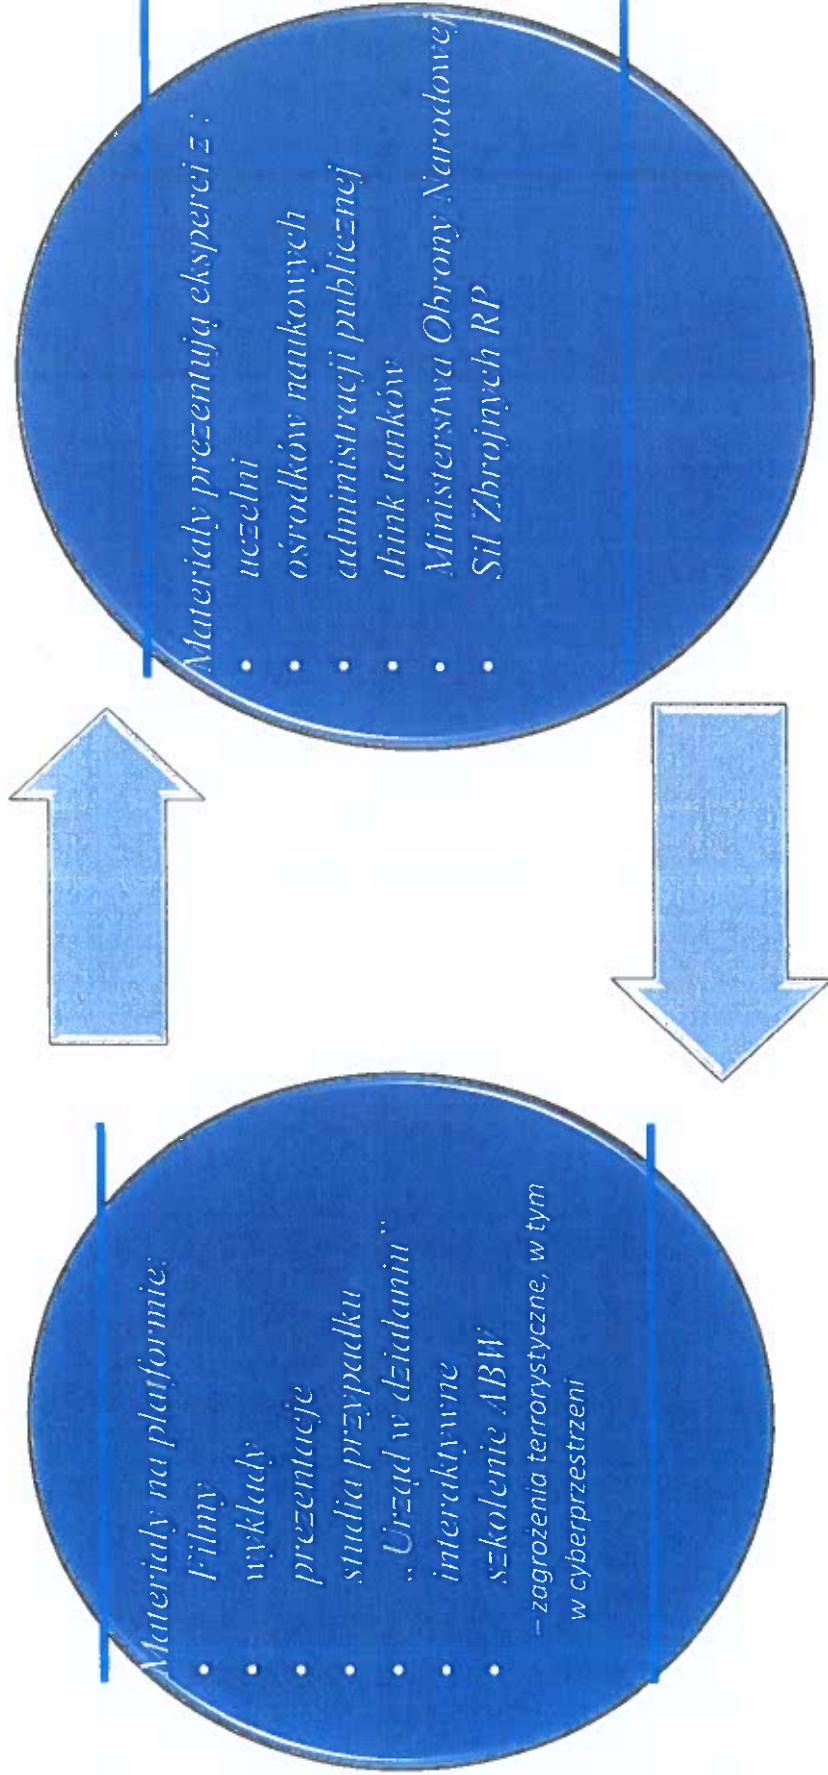 Materiały na platformie:
• Filmy
• wykłady
• prezentacje
• studia przypadku
• „Urząd w działaniu”
• interaktywne
• szkolenie ABW
– zagrożenia terrorystyczne, w tym
w cyberprzestrzeni
Materiały prezentują eksperci z :
• uczelni
• ośrodków naukowych
• administracji publicznej
• think tanków
• Ministerstwa Obrony Narodowej
• Sił Zbrojnych RP